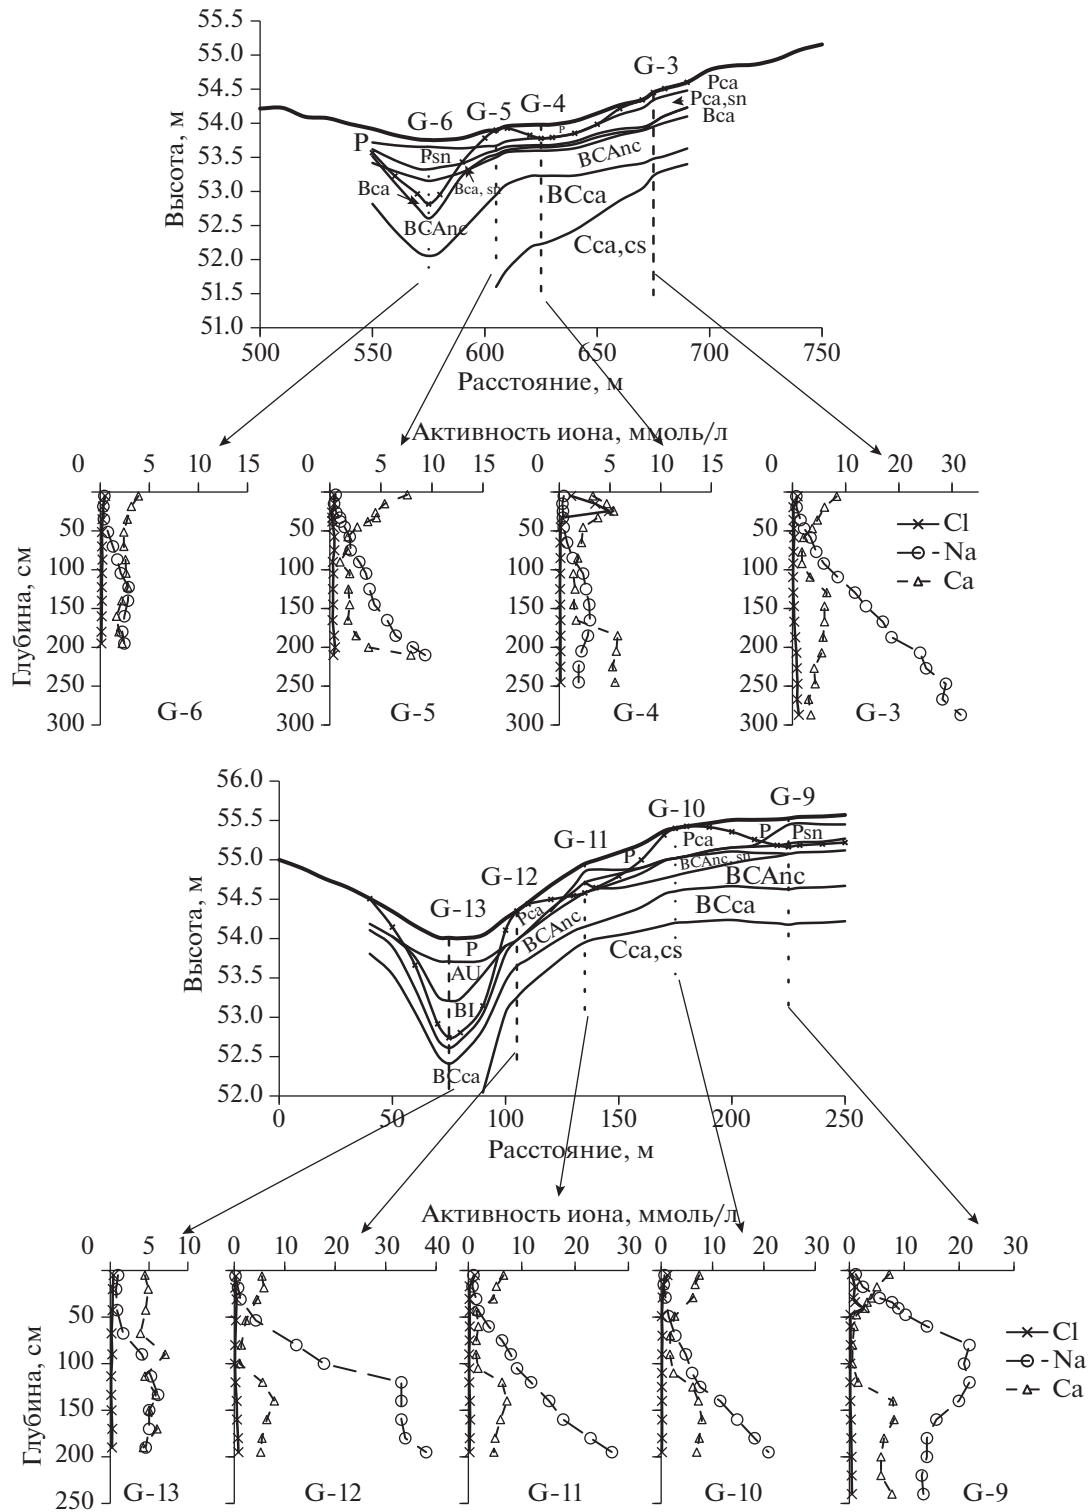 55.5
55.0
54.5
54.0
53.5
53.0
52.5
52.0
51.5
51.0
Высота, м
G-6
G-5
G-4
G-3
Pca
Pca,sn
Bca
P
P
Psn
Bca, sn
Bca
BCAnc
BCAnc
BCca
Cca,cs
500 550 600 650 700 750
Расстояние, м
Активность иона, ммоль/л
0 5 10 15
0 5 10 15
0 5 10 15
0 10 20 30
50
100
150
200
250
300
Глубина, см
Cl
Na
Ca
G-6
G-5
G-4
G-3
56.0
55.5
55.0
54.5
54.0
53.5
53.0
52.5
52.0
Высота, м
G-9
G-10
G-11
G-12
G-13
P
Psn
Pca
P
BCAnc, sn
BCAnc
BCca
Pca
BCAnc
Cca,cs
P
AU
BI
BCca
0 50 100 150 200 250
Расстояние, м
Активность иона, ммоль/л
0 5 10
0 10 20 30 40
0 10 20 30
0 10 20 30
0 10 20 30
50
100
150
200
250
Глубина, см
Cl
Na
Ca
G-13
G-12
G-11
G-10
G-9